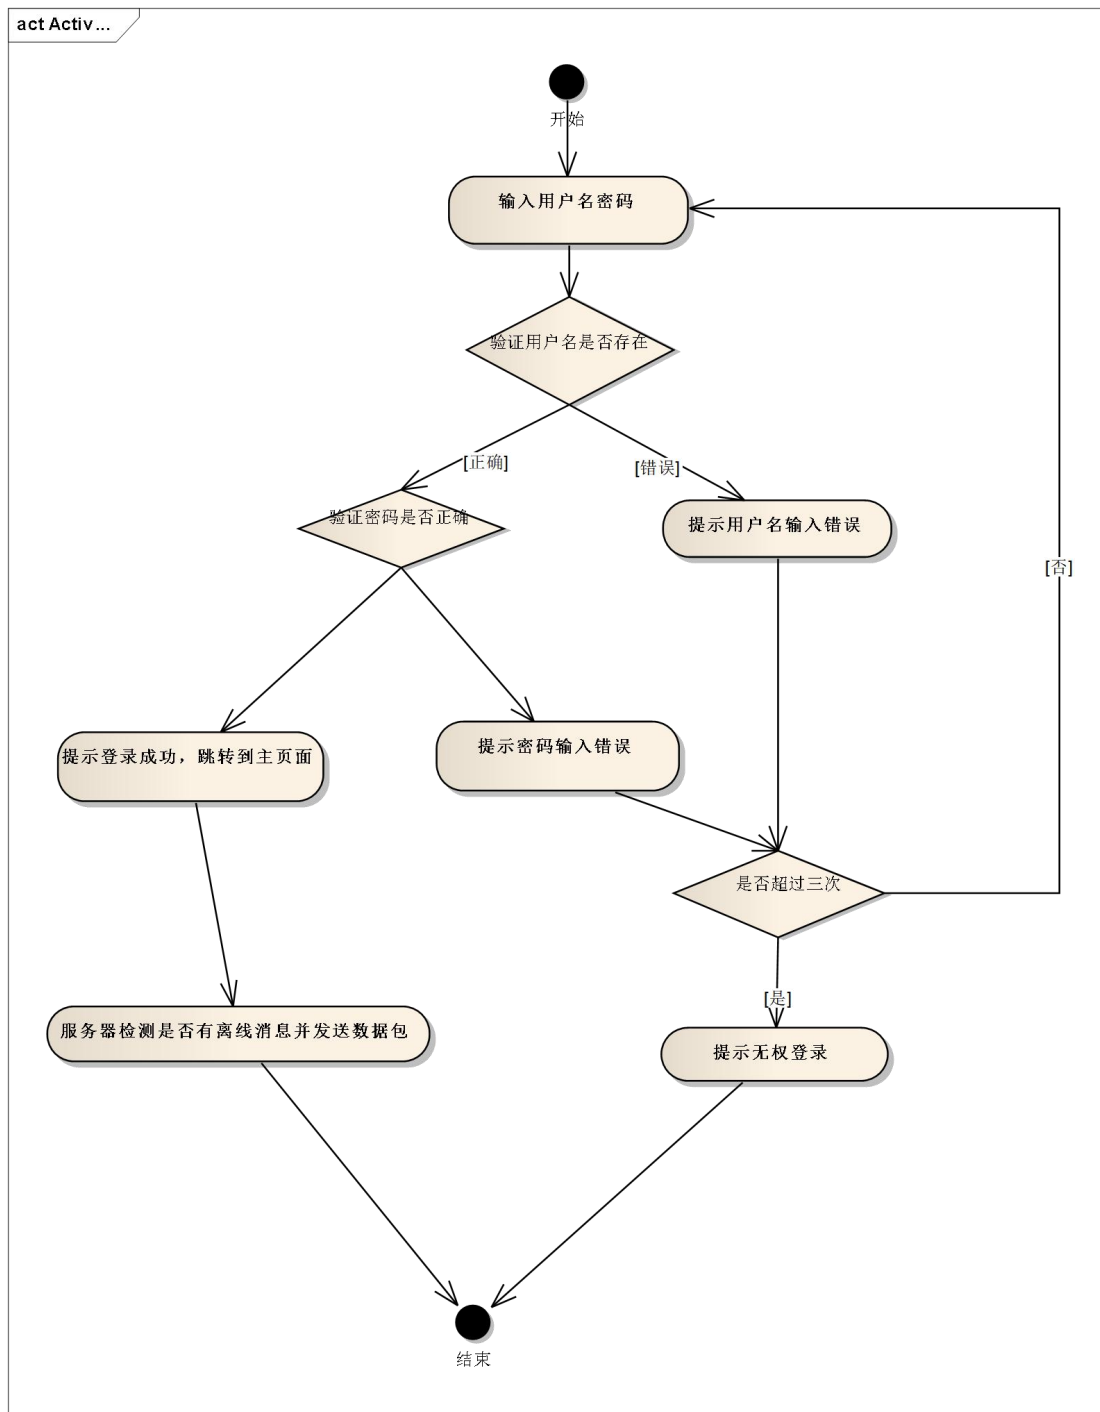 act Activ...
开始
输入用户名密码
验证用户名是否存在
[正确]
[错误]
验证密码是否正确
提示用户名输入错误
[否]
提示登录成功，跳转到主页面
提示密码输入错误
是否超过三次
[是]
服务器检测是否有离线消息并发送数据包
提示无权登录
结束